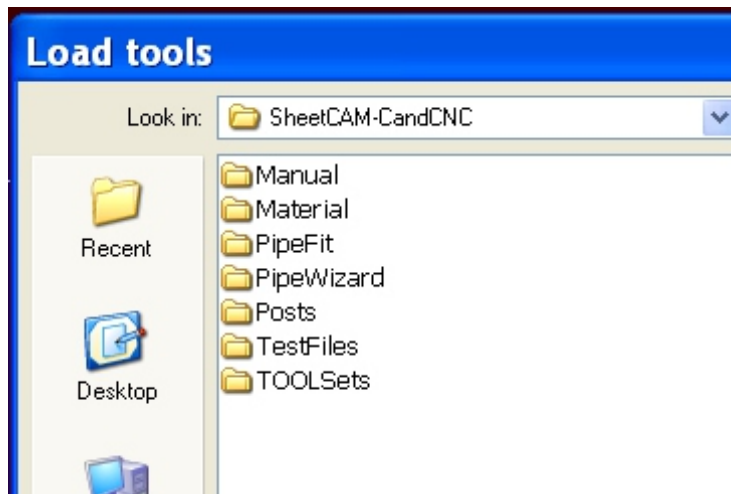 Load tools
Look in: SheetCAM-CandCNC
Manual
Material
PipeFit
PipeWizard
Posts
TestFiles
TOOLSets
Recent
Desktop